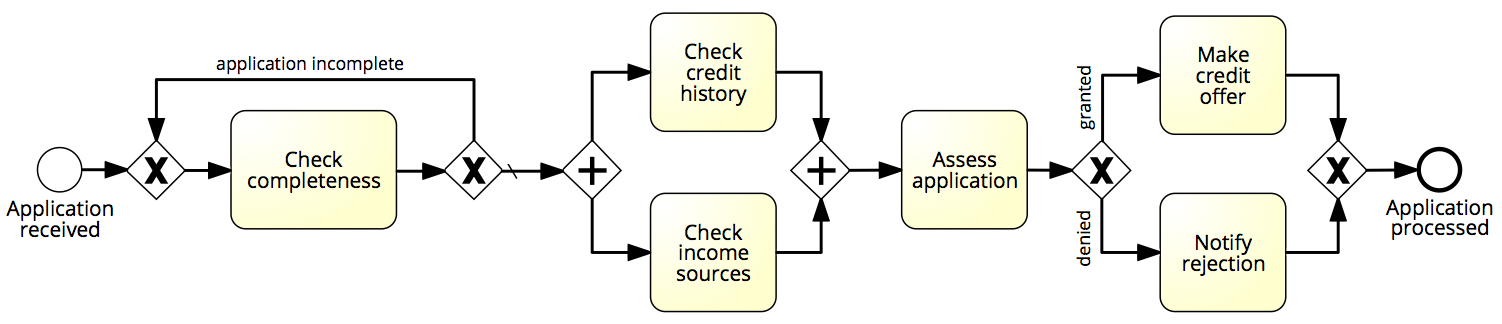 application incomplete
Application
received
Check
completeness
Check
credit
history
Check
income
sources
Assess
application
granted
denied
Make
credit
offer
Notify
rejection
Application
processed